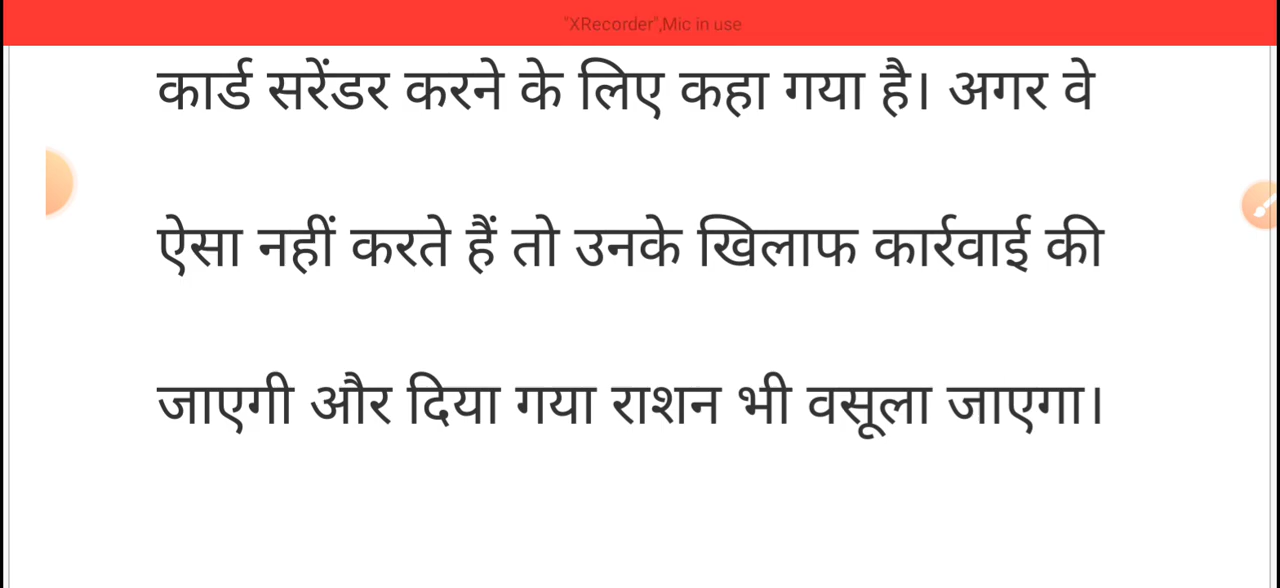 "XRecorder",Mic in use
कार्ड सरेंडर करने के लिए कहा गया है। अगर वे
ऐसा नहीं करते हैं तो उनके खिलाफ कार्रवाई की
जाएगी और दिया गया राशन भी वसूला जाएगा।